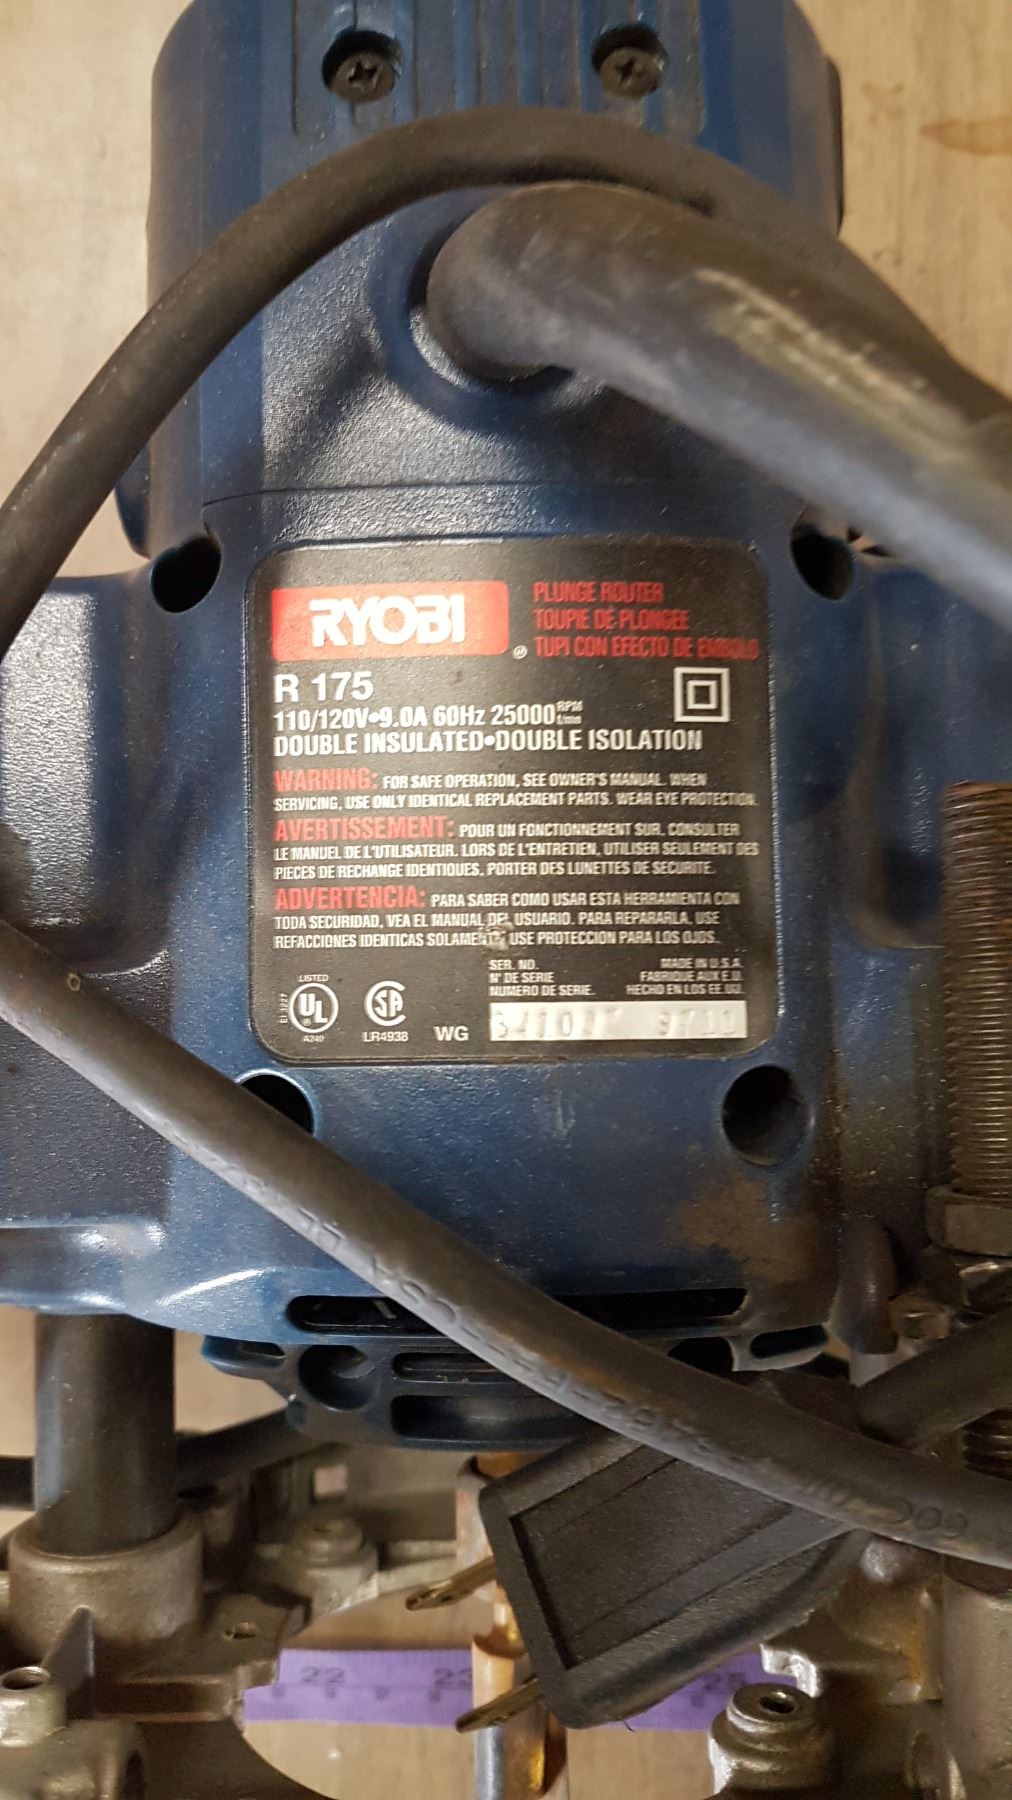 RYOBI
®
PLUNGE ROUTER
TOUPIE DE PLONGEE
TUPI CON EFECTO DE EMBOLO
R 175
110/120V•9.0A 60Hz 25000 RPM
DOUBLE INSULATED•DOUBLE ISOLATION
WARNING: FOR SAFE OPERATION, SEE OWNER'S MANUAL. WHEN
SERVICING, USE ONLY IDENTICAL REPLACEMENT PARTS. WEAR EYE PROTECTION.
AVERTISSEMENT: POUR UN FONCTIONNEMENT SUR. CONSULTER
LE MANUEL DE L'UTILISATEUR. LORS DE L'ENTRETIEN, UTILISER SEULEMENT DES
PIECES DE RECHANGE IDENTIQUES. PORTER DES LUNETTES DE SECURITE.
ADVERTENCIA: PARA SABER COMO USAR ESTA HERRAMIENTA CON
TODA SECURIDAD, VEA EL MANUAL DEL USUARIO. PARA REPARARLA, USE
REFACCIONES IDENTICAS SOLAMENTE, USE PROTECCION PARA LOS OJOS.
SER. NO.
N° DE SERIE
NUMERO DE SERIE.
MADE IN U.S.A.
FABRIQUE AUX E.U.
HECHO EN LOS EE.UU.
LISTED
UL
®
A240
SA
LR4938
WG
22